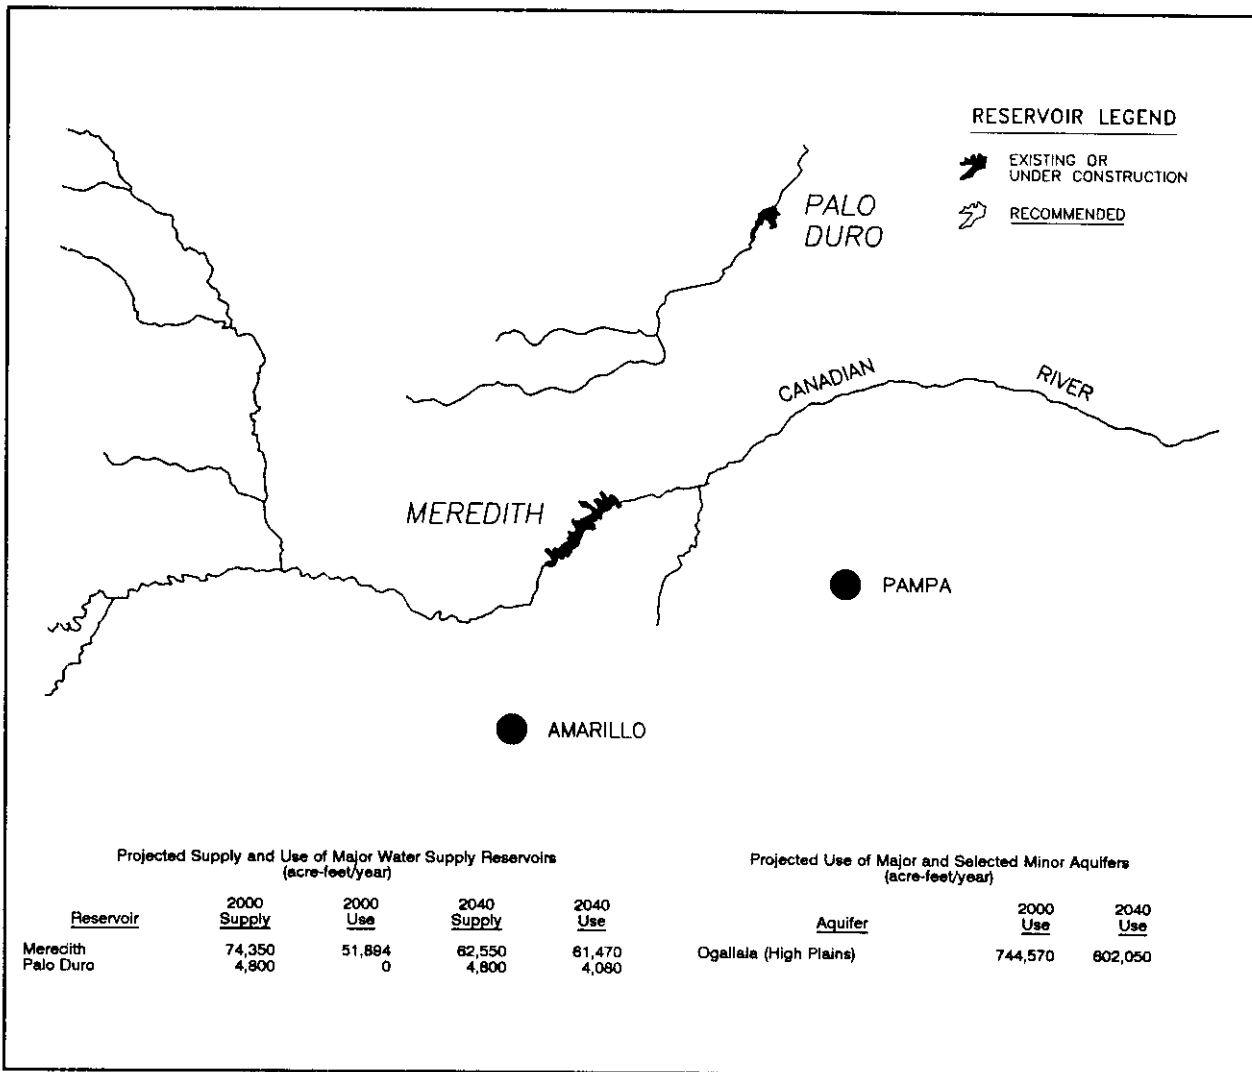 RESERVOIR LEGEND
EXISTING OR
UNDER CONSTRUCTION
RECOMMENDED
PALO
DURO
CANADIAN RIVER
MEREDITH
PAMPA
AMARILLO
Projected Supply and Use of Major Water Supply Reservoirs
(acre-feet/year)
2000 2000 2040 2040
Reservoir Supply Use Supply Use
Meredith 74,350 51,894 62,550 61,470
Palo Duro 4,800 0 4,800 4,080
Projected Use of Major and Selected Minor Aquifers
(acre-feet/year)
2000 2040
Aquifer Use Use
Ogallala (High Plains) 744,570 602,050